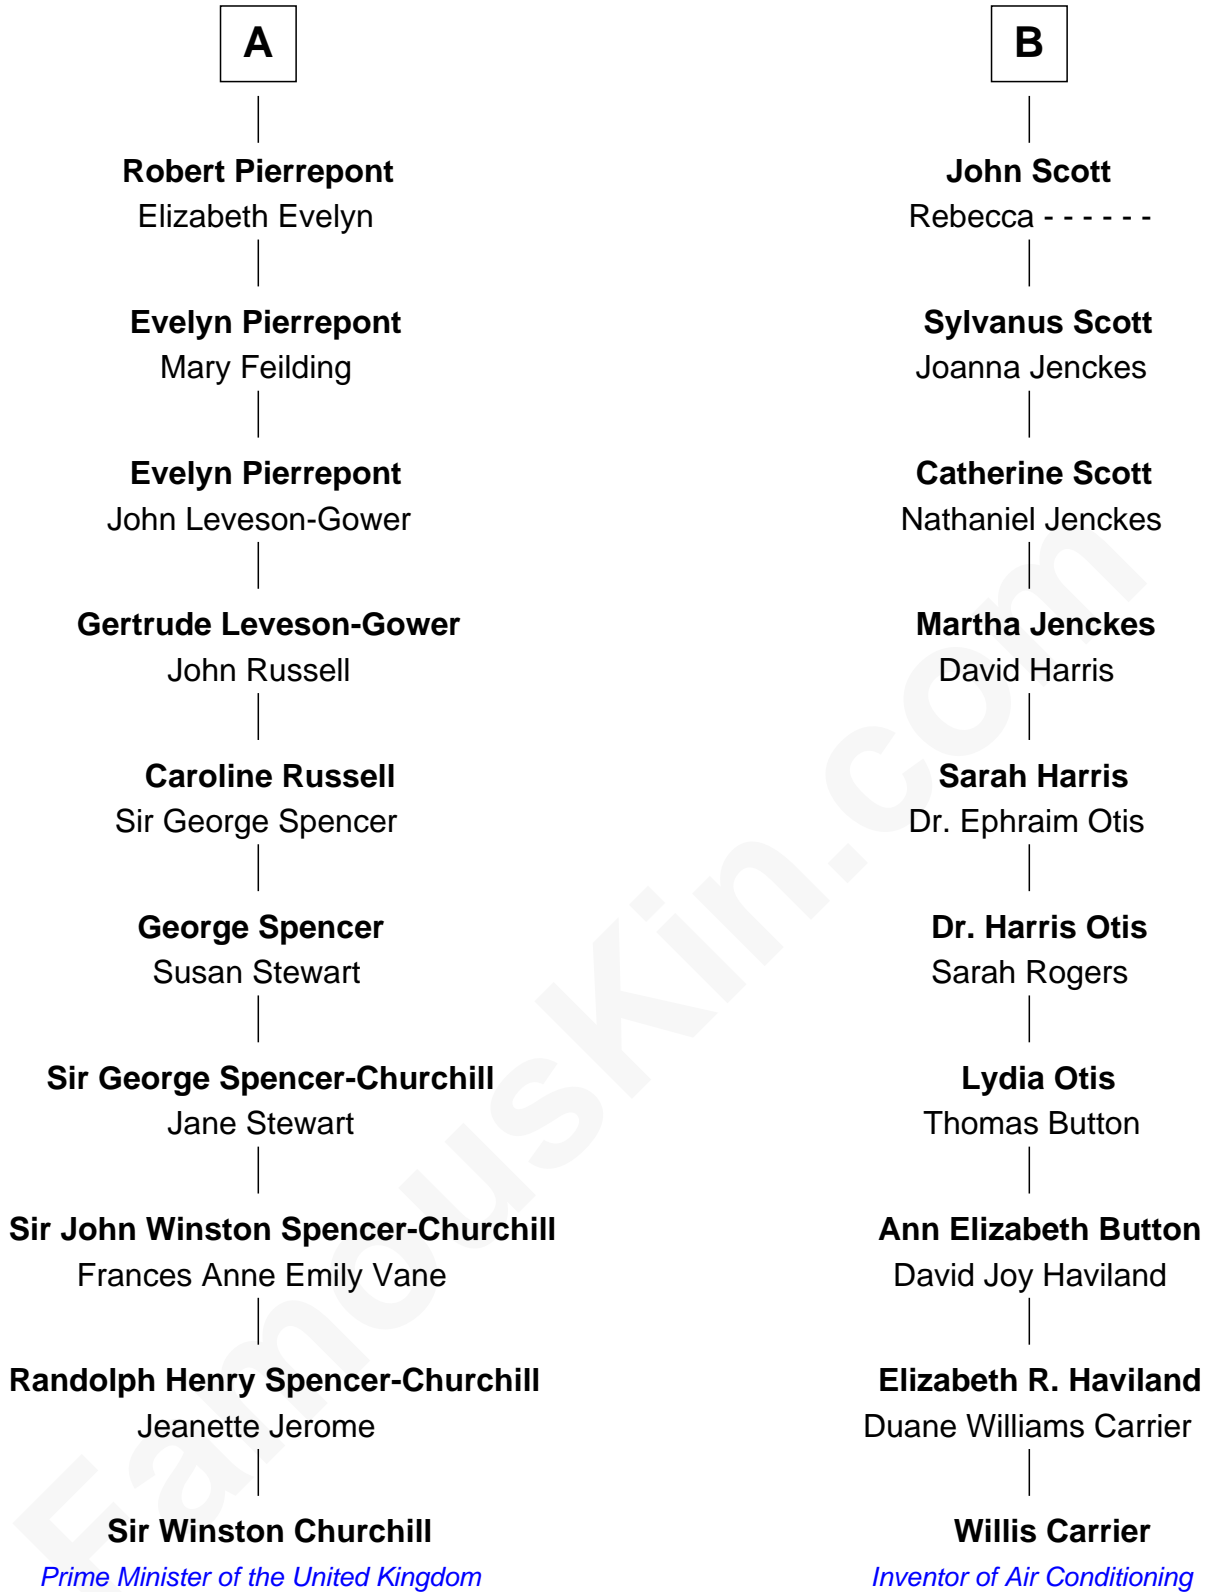 A
Robert Pierrepont
Elizabeth Evelyn
Evelyn Pierrepont
Mary Feilding
Evelyn Pierrepont
John Leveson-Gower
Gertrude Leveson-Gower
John Russell
Caroline Russell
Sir George Spencer
George Spencer
Susan Stewart
Sir George Spencer-Churchill
Jane Stewart
Sir John Winston Spencer-Churchill
Frances Anne Emily Vane
Randolph Henry Spencer-Churchill
Jeanette Jerome
Sir Winston Churchill
Prime Minister of the United Kingdom
B
John Scott
Rebecca - - - - - -
Sylvanus Scott
Joanna Jenckes
Catherine Scott
Nathaniel Jenckes
Martha Jenckes
David Harris
Sarah Harris
Dr. Ephraim Otis
Dr. Harris Otis
Sarah Rogers
Lydia Otis
Thomas Button
Ann Elizabeth Button
David Joy Haviland
Elizabeth R. Haviland
Duane Williams Carrier
Willis Carrier
Inventor of Air Conditioning
FamousKin.com